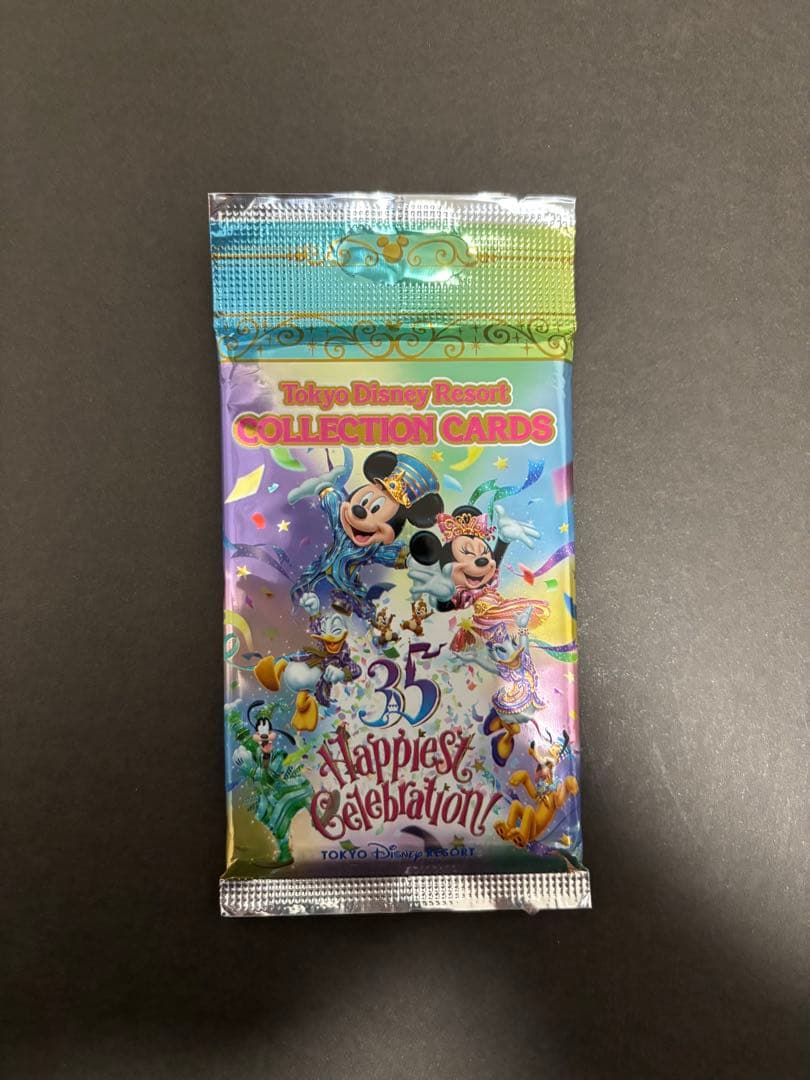 Tokyo Disney Resort
COLLECTION CARDS
35
Happiest
Celebration!
TOKYO Disney RESORT